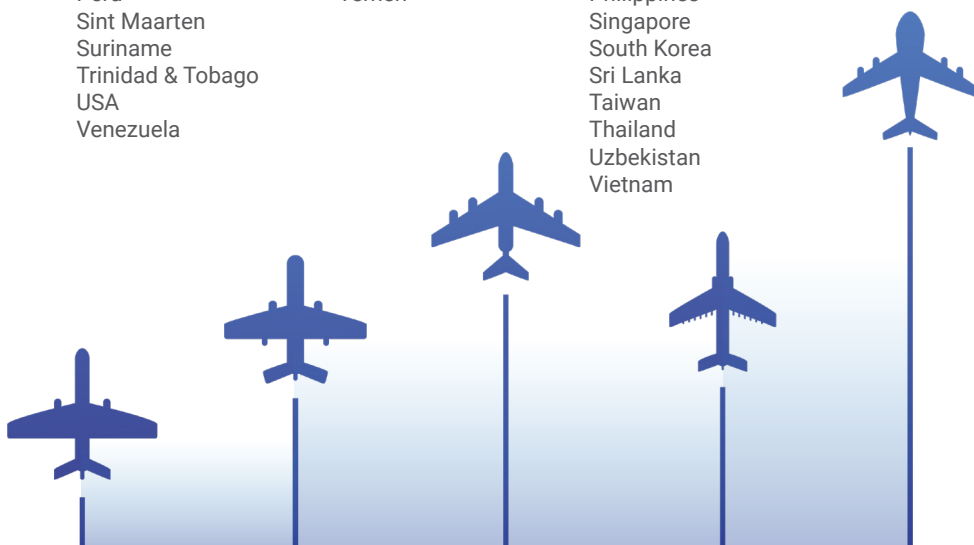 Sint Maarten
Suriname
Trinidad & Tobago
USA
Venezuela
Singapore
South Korea
Sri Lanka
Taiwan
Thailand
Uzbekistan
Vietnam